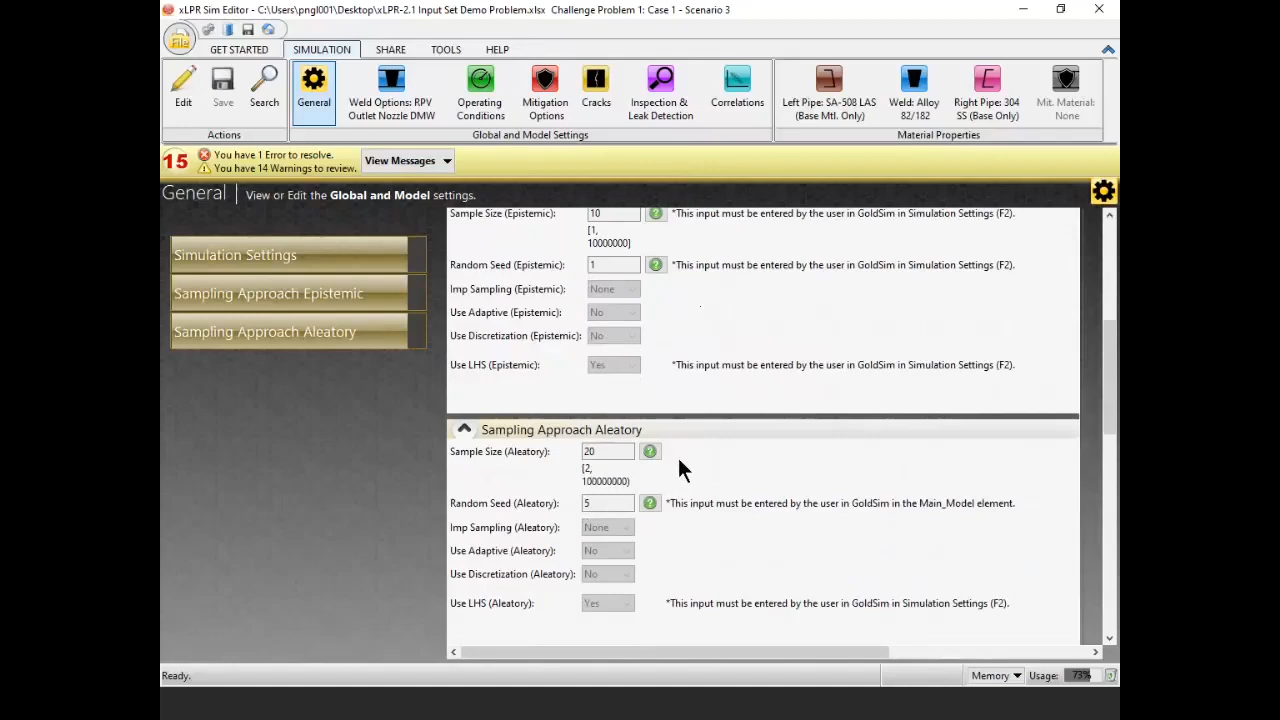 xLPR Sim Editor - C:\Users\pngl001\Desktop\xLPR-2.1 Input Set Demo Problem.xlsx   Challenge Problem 1: Case 1 - Scenario 3
File
GET STARTED
SIMULATION
SHARE
TOOLS
HELP
Edit
Save
Search
General
Weld Options: RPV
Outlet Nozzle DMW
Operating
Conditions
Mitigation
Options
Cracks
Inspection &
Leak Detection
Correlations
Left Pipe: SA-508 LAS
(Base Mtl. Only)
Weld: Alloy
82/182
Right Pipe: 304
SS (Base Only)
Mit. Material:
None
Actions
Global and Model Settings
Material Properties
15
You have 1 Error to resolve.
You have 14 Warnings to review.
View Messages
General
View or Edit the Global and Model settings.
Simulation Settings
Sampling Approach Epistemic
Sampling Approach Aleatory
Sample Size (Epistemic): 10 ? *This input must be entered by the user in GoldSim in Simulation Settings (F2).
[1,
10000000]
Random Seed (Epistemic): 1 ? *This input must be entered by the user in GoldSim in Simulation Settings (F2).
Imp Sampling (Epistemic): None
Use Adaptive (Epistemic): No
Use Discretization (Epistemic): No
Use LHS (Epistemic): Yes *This input must be entered by the user in GoldSim in Simulation Settings (F2).
Sampling Approach Aleatory
Sample Size (Aleatory): 20 ?
[2,
100000000)
Random Seed (Aleatory): 5 ? *This input must be entered by the user in GoldSim in the Main_Model element.
Imp Sampling (Aleatory): None
Use Adaptive (Aleatory): No
Use Discretization (Aleatory): No
Use LHS (Aleatory): Yes *This input must be entered by the user in GoldSim in Simulation Settings (F2).
Ready.
Memory
Usage: 73%